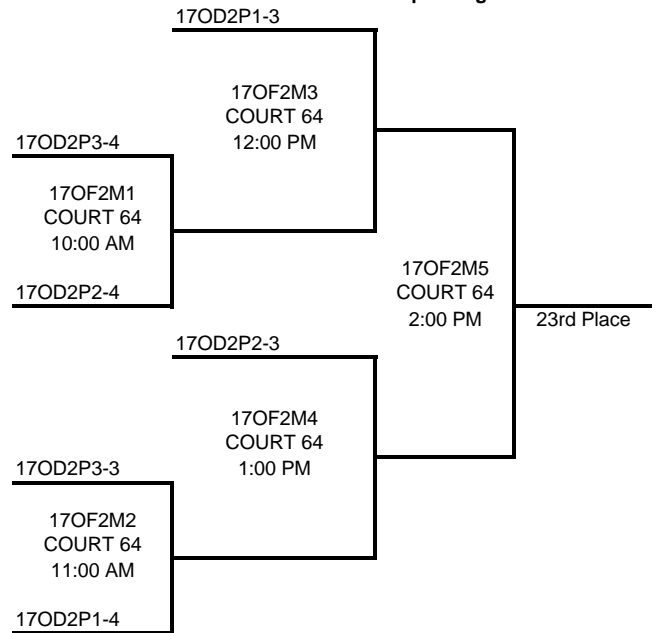 17OD2P1-3
17OF2M3
COURT 64
12:00 PM
17OD2P3-4
17OF2M1
COURT 64
10:00 AM
17OD2P2-4
17OF2M5
COURT 64
2:00 PM
23rd Place
17OD2P2-3
17OF2M4
COURT 64
1:00 PM
17OD2P3-3
17OF2M2
COURT 64
11:00 AM
17OD2P1-4